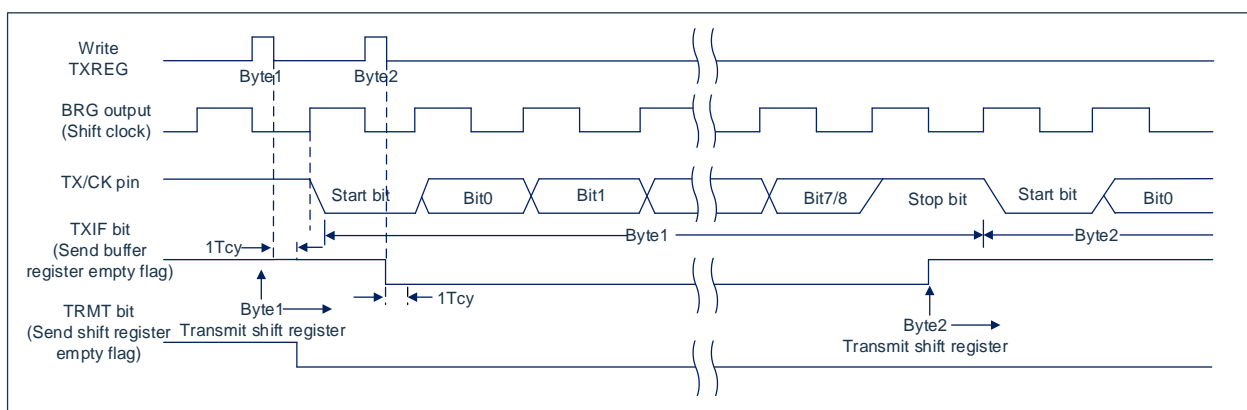 Write
TXREG
Byte1
Byte2
BRG output
(Shift clock)
TX/CK pin
Start bit
Bit0
Bit1
Bit7/8
Stop bit
Start bit
Bit0
TXIF bit
(Send buffer
register empty flag)
1Tcy
Byte1
Byte2
1Tcy
Byte1
Transmit shift register
Byte2
Transmit shift register
TRMT bit
(Send shift register
empty flag)